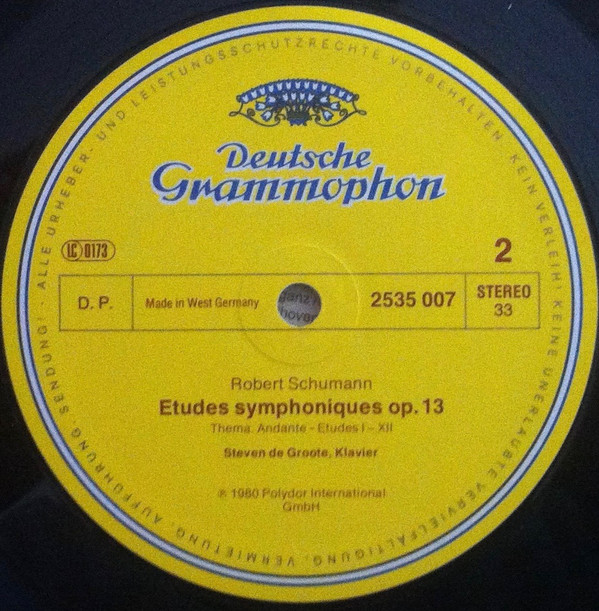 ALLE URHEBER- UND LEISTUNGSSCHUTZRECHTE VORBEHALTEN. KEIN VERLEIH! KEINE UNERLAUBTE VERVIELFÄLTIGUNG, VERMIETUNG, AUFFÜHRUNG, SENDUNG! -
Deutsche
Grammophon
LC 0173
2
D. P.
Made in West Germany
2535 007
STEREO
33
Robert Schumann
Etudes symphoniques op. 13
Thema. Andante - Etudes I - XII
Steven de Groote, Klavier
℗ 1980 Polydor International
GmbH